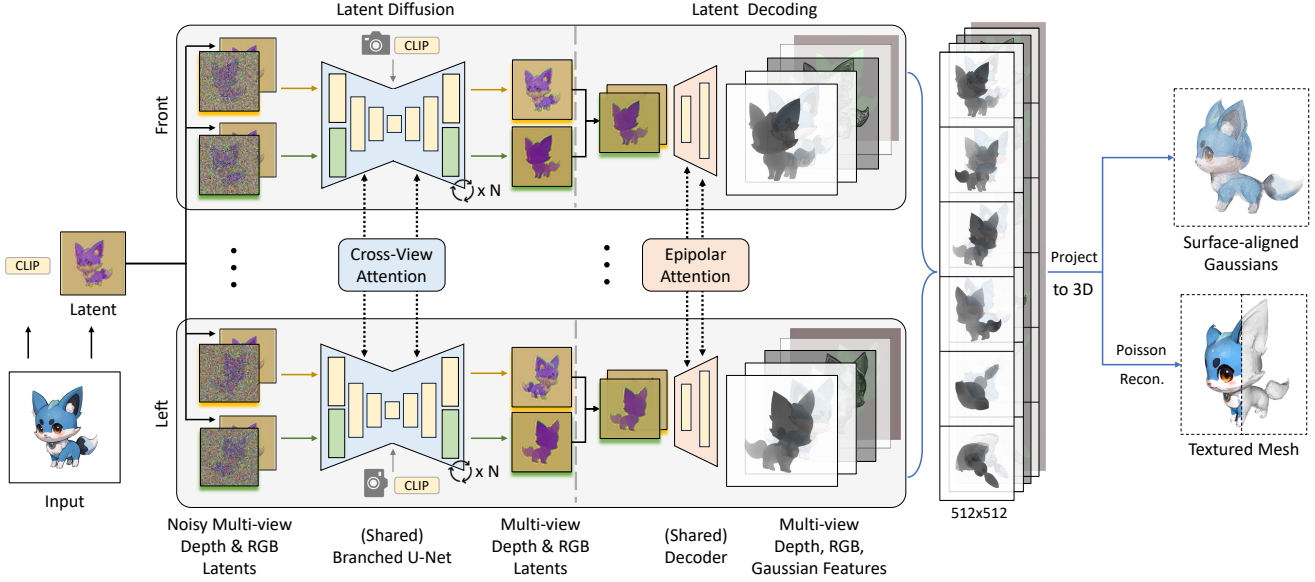 Latent Diffusion
Latent Decoding
CLIP
Front
x N
Cross-View
Attention
Epipolar
Attention
CLIP
Latent
Input
Left
x N
CLIP
Noisy Multi-view
Depth & RGB
Latents
(Shared)
Branched U-Net
Multi-view
Depth & RGB
Latents
(Shared)
Decoder
Multi-view
Depth, RGB,
Gaussian Features
512x512
Project
to 3D
Surface-aligned
Gaussians
Poisson
Recon.
Textured Mesh